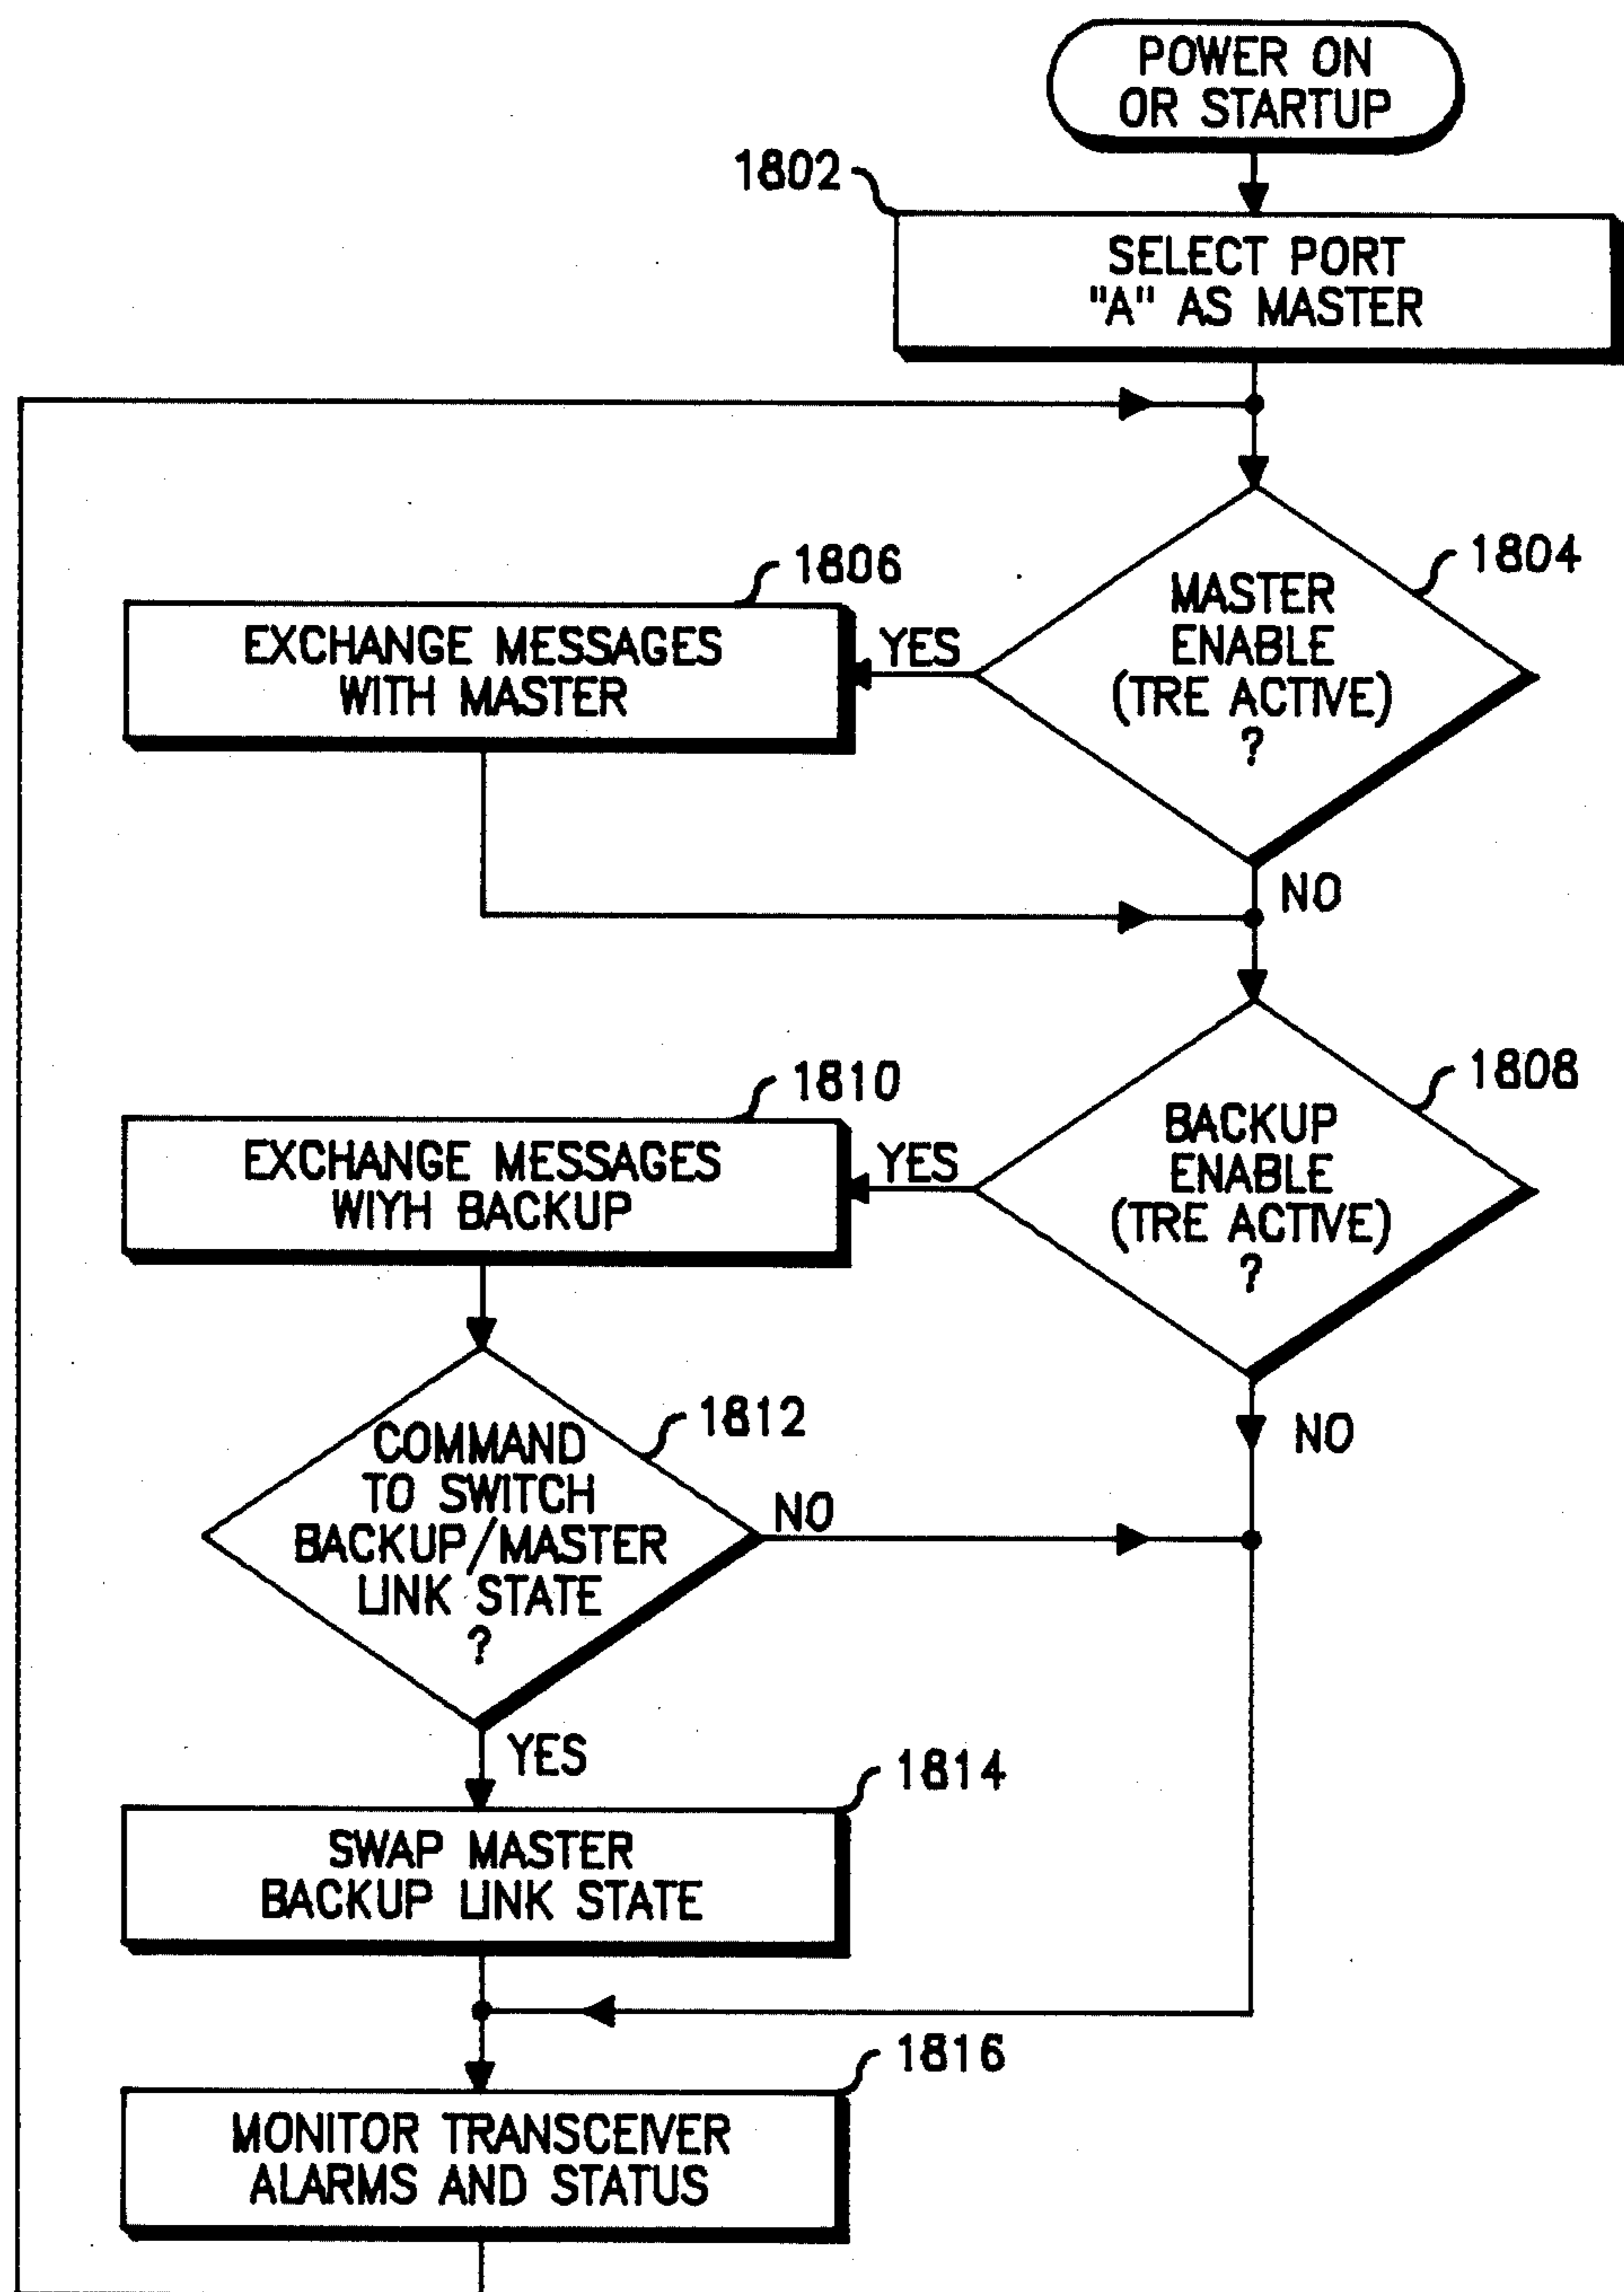 POWER ON
OR STARTUP
1802
SELECT PORT
"A" AS MASTER
1804
MASTER
ENABLE
(TRE ACTIVE)
?
YES
1806
EXCHANGE MESSAGES
WITH MASTER
NO
1808
BACKUP
ENABLE
(TRE ACTIVE)
?
YES
1810
EXCHANGE MESSAGES
WIYH BACKUP
NO
1812
COMMAND
TO SWITCH
BACKUP/MASTER
LINK STATE
?
NO
YES
1814
SWAP MASTER
BACKUP LINK STATE
1816
MONITOR TRANSCEIVER
ALARMS AND STATUS